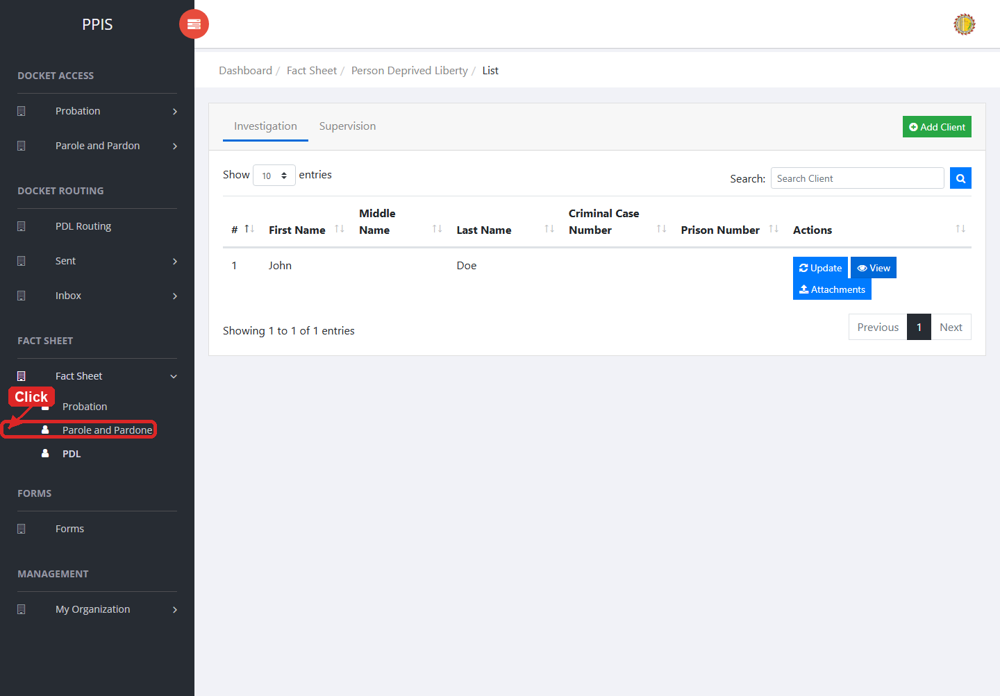 PPIS
DOCKET ACCESS
Probation
Parole and Pardon
DOCKET ROUTING
PDL Routing
Sent
Inbox
FACT SHEET
Fact Sheet
Click
Probation
Parole and Pardone
PDL
FORMS
Forms
MANAGEMENT
My Organization
Dashboard / Fact Sheet / Person Deprived Liberty / List
Investigation Supervision
Add Client
Show 10 entries
Search: Search Client
# First Name Middle Name Last Name Criminal Case Number Prison Number Actions
1 John Doe Update View
Attachments
Showing 1 to 1 of 1 entries
Previous 1 Next